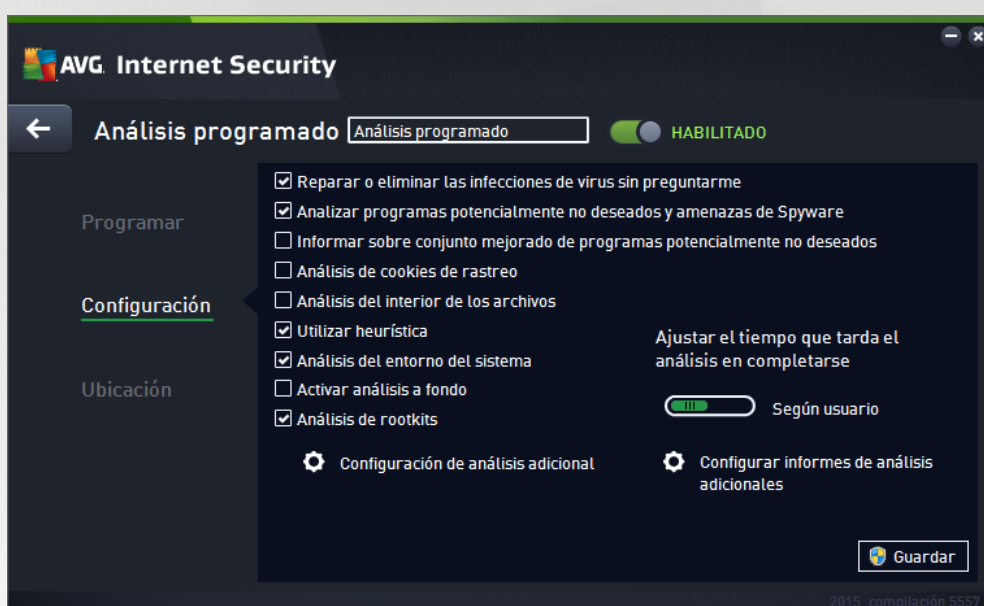 AVG. Internet Security
Análisis programado
Análisis programado
HABILITADO
Programar
Configuración
Ubicación
Reparar o eliminar las infecciones de virus sin preguntarme
Analizar programas potencialmente no deseados y amenazas de Spyware
Informar sobre conjunto mejorado de programas potencialmente no deseados
Análisis de cookies de rastreo
Análisis del interior de los archivos
Utilizar heurística
Análisis del entorno del sistema
Activar análisis a fondo
Análisis de rootkits
Ajustar el tiempo que tarda el
análisis en completarse
Según usuario
Configuración de análisis adicional
Configurar informes de análisis
adicionales
Guardar
2015 compilación 5557